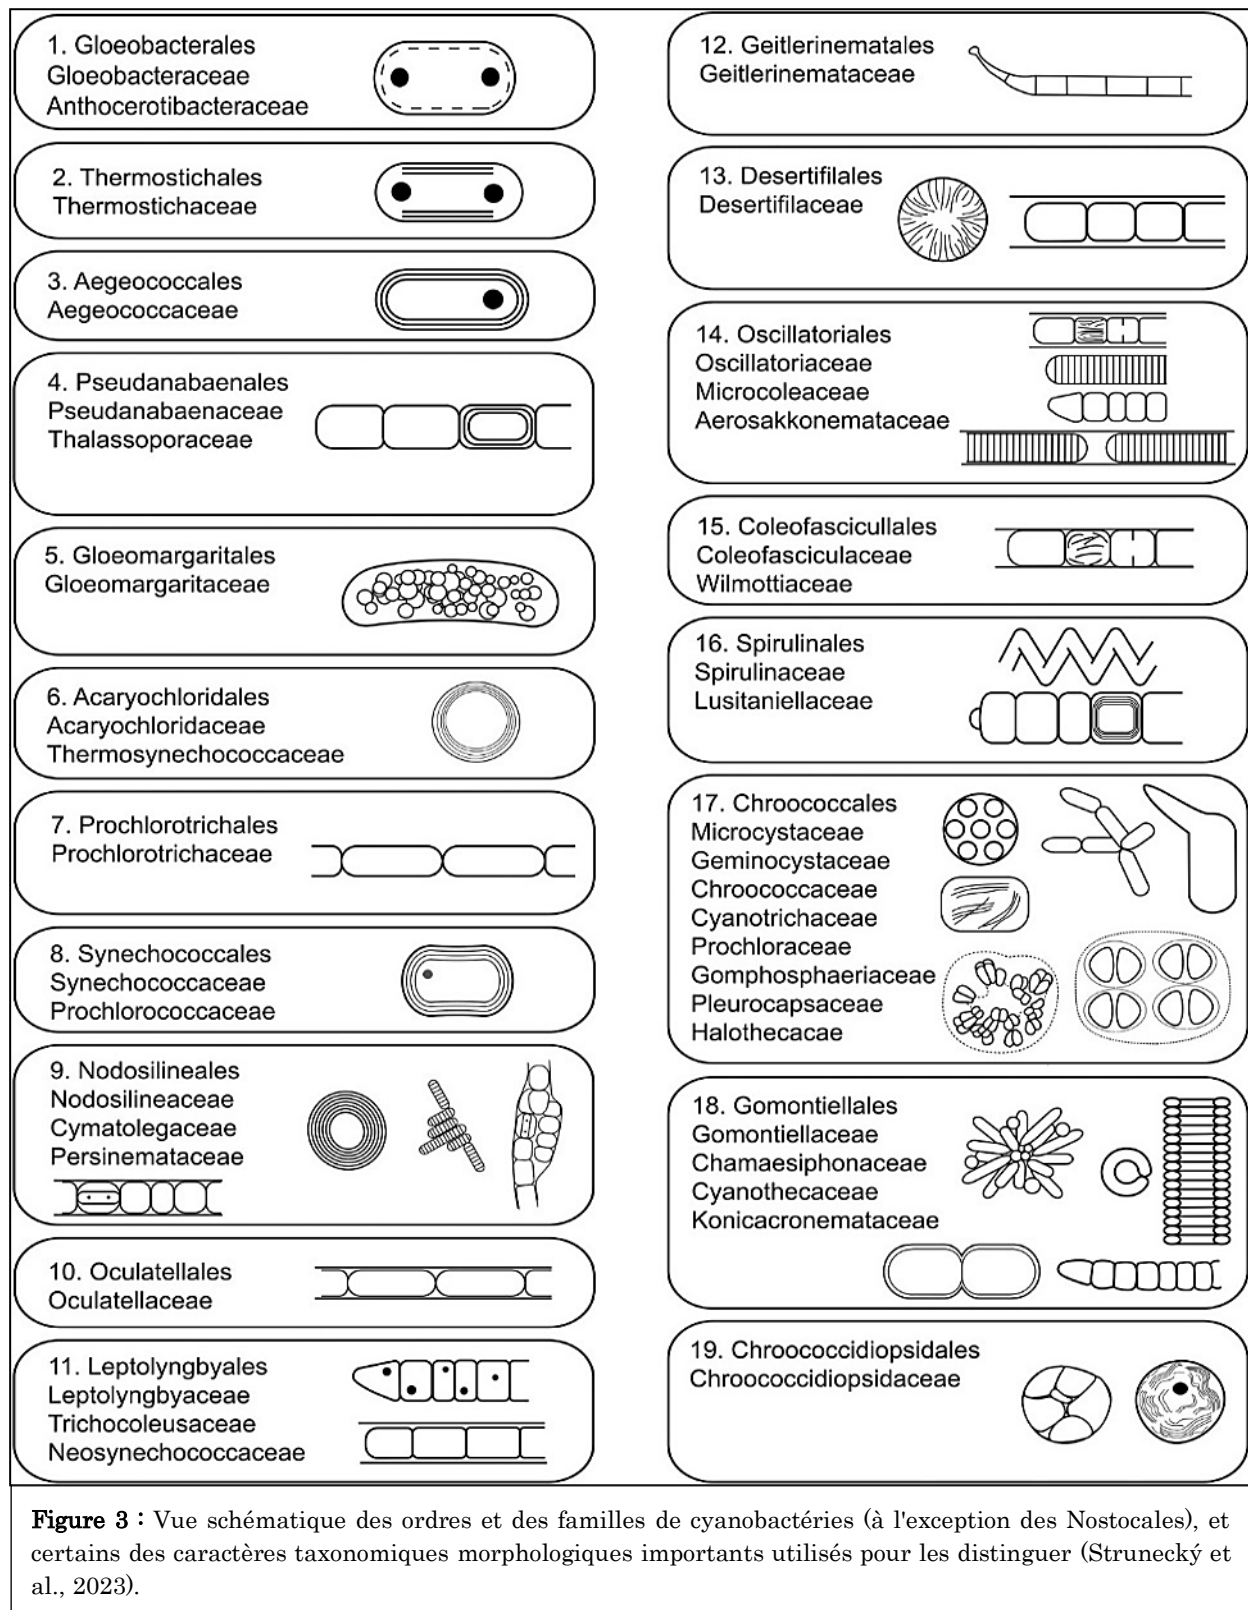 1. Gloeobacterales
Gloeobacteraceae
Anthocerotibacteraceae
2. Thermostichales
Thermostichaceae
3. Aegeococcales
Aegeococcaceae
4. Pseudanabaenales
Pseudanabaenaceae
Thalassoporaceae
5. Gloeomargaritales
Gloeomargaritaceae
6. Acaryochloridales
Acaryochloridaceae
Thermosynechococcaceae
7. Prochlorotrichales
Prochlorotrichaceae
8. Synechococcales
Synechococcaceae
Prochlorococcaceae
9. Nodosilineales
Nodosilineaceae
Cymatolegaceae
Persinemataceae
10. Oculatellales
Oculatellaceae
11. Leptolyngbyales
Leptolyngbyaceae
Trichocoleusaceae
Neosynechococcaceae
12. Geitlerinematales
Geitlerinemataceae
13. Desertifilales
Desertifilaceae
14. Oscillatoriales
Oscillatoriaceae
Microcoleaceae
Aerosakkonemataceae
15. Coleofascicullales
Coleofasciculaceae
Wilmottiaceae
16. Spirulinales
Spirulinaceae
Lusitaniellaceae
17. Chroococcales
Microcystaceae
Geminocystaceae
Chroococcaceae
Cyanotrichaceae
Prochloraceae
Gomphosphaeriaceae
Pleurocapsaceae
Halothecacae
18. Gomontiellales
Gomontiellaceae
Chamaesiphonaceae
Cyanothecaceae
Konicacronemataceae
19. Chroococcidiopsidales
Chroococcidiopsidaceae
Figure 3 : Vue schématique des ordres et des familles de cyanobactéries (à l'exception des Nostocales), et
certains des caractères taxonomiques morphologiques importants utilisés pour les distinguer (Strunecký et
al., 2023).